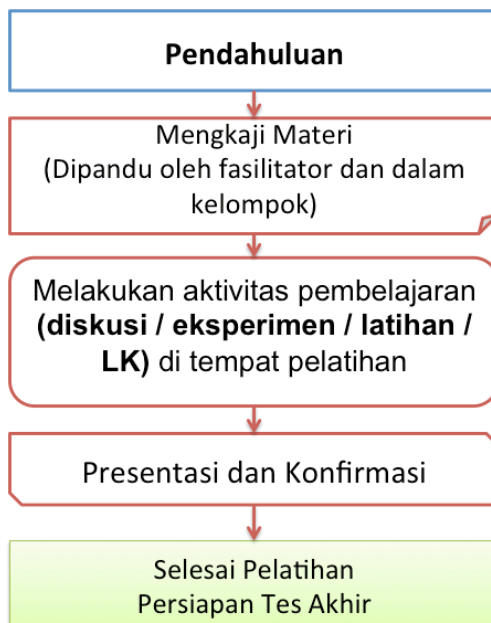 Pendahuluan
Mengkaji Materi
(Dipandu oleh fasilitator dan dalam
kelompok)
Melakukan aktivitas pembelajaran
(diskusi / eksperimen / latihan /
LK) di tempat pelatihan
Presentasi dan Konfirmasi
Selesai Pelatihan
Persiapan Tes Akhir